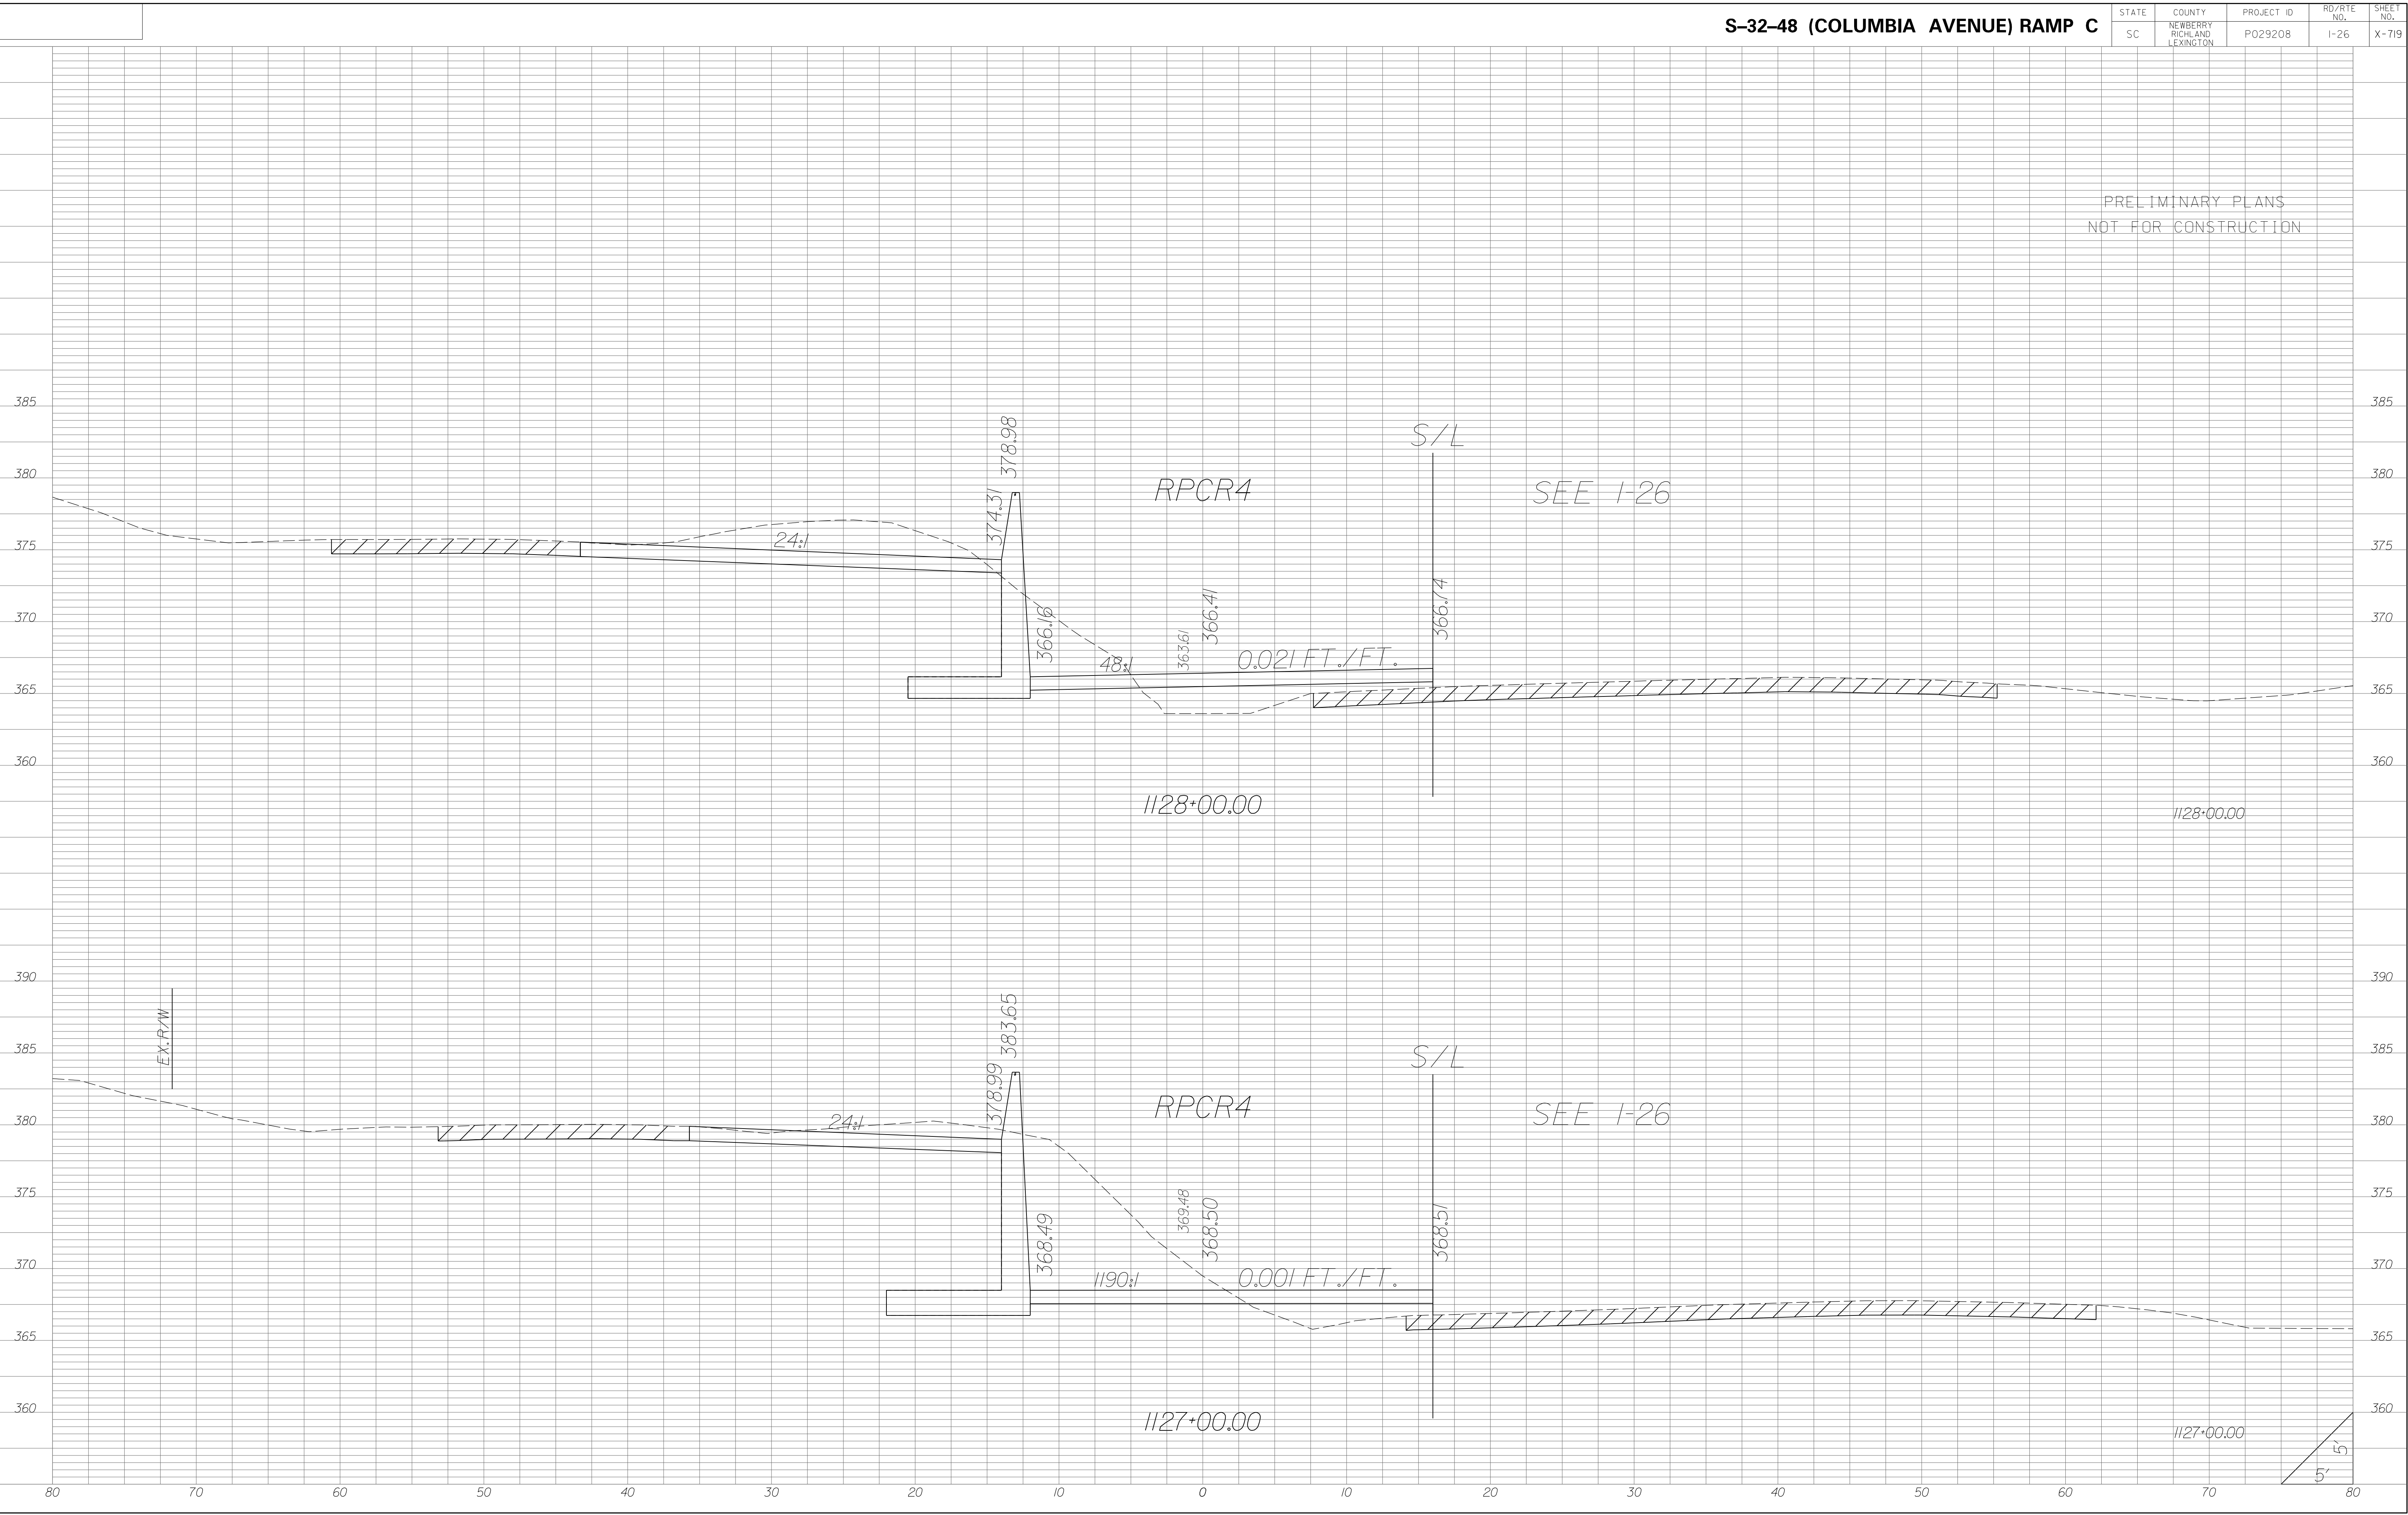 S-32-48 (COLUMBIA AVENUE) RAMP C
STATE COUNTY PROJECT ID RD/RTE NO. SHEET NO.
SC NEWBERRY RICHLAND LEXINGTON P029208 I-26 X-719
PRELIMINARY PLANS
NOT FOR CONSTRUCTION
385 385
378.98
S/L
380 380
RPCR4
SEE I-26
374.31
375 375
24:1
370 370
366.16
363.61
366.41
366.74
48:1
0.021 FT./FT.
365 365
360 360
1128+00.00
1128+00.00
390 390
EX.R/W
383.65
385 385
S/L
378.99
380 380
24:1
RPCR4
SEE I-26
375 375
368.49
369.48
368.50
368.51
370 370
1190:1
0.001 FT./FT.
365 365
360 360
1127+00.00
1127+00.00
5'
5'
80 70 60 50 40 30 20 10 0 10 20 30 40 50 60 70 80